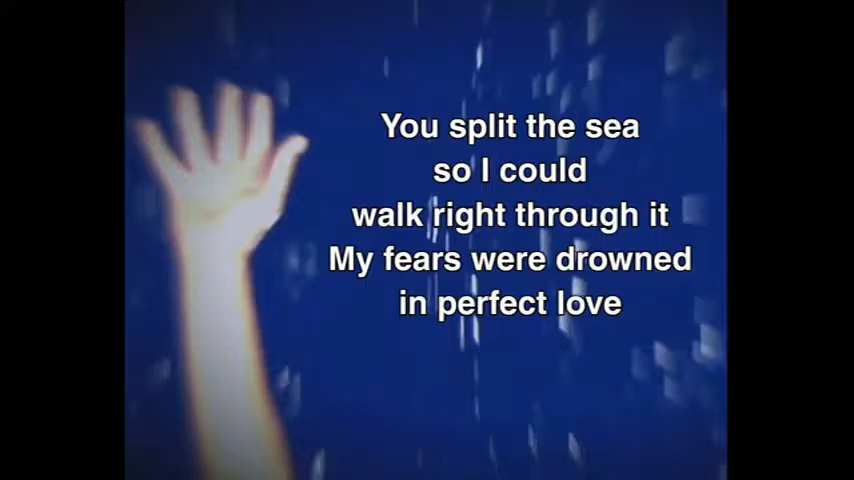 You split the sea
so I could
walk right through it
My fears were drowned
in perfect love